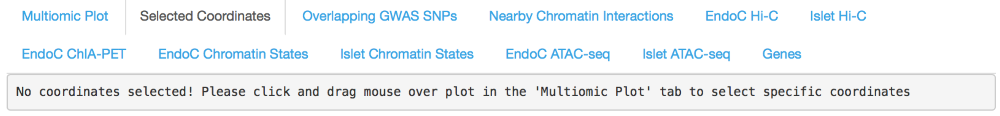 Multiomic Plot Selected Coordinates Overlapping GWAS SNPs Nearby Chromatin Interactions EndoC Hi-C Islet Hi-C
EndoC ChIA-PET EndoC Chromatin States Islet Chromatin States EndoC ATAC-seq Islet ATAC-seq Genes
No coordinates selected! Please click and drag mouse over plot in the 'Multiomic Plot' tab to select specific coordinates